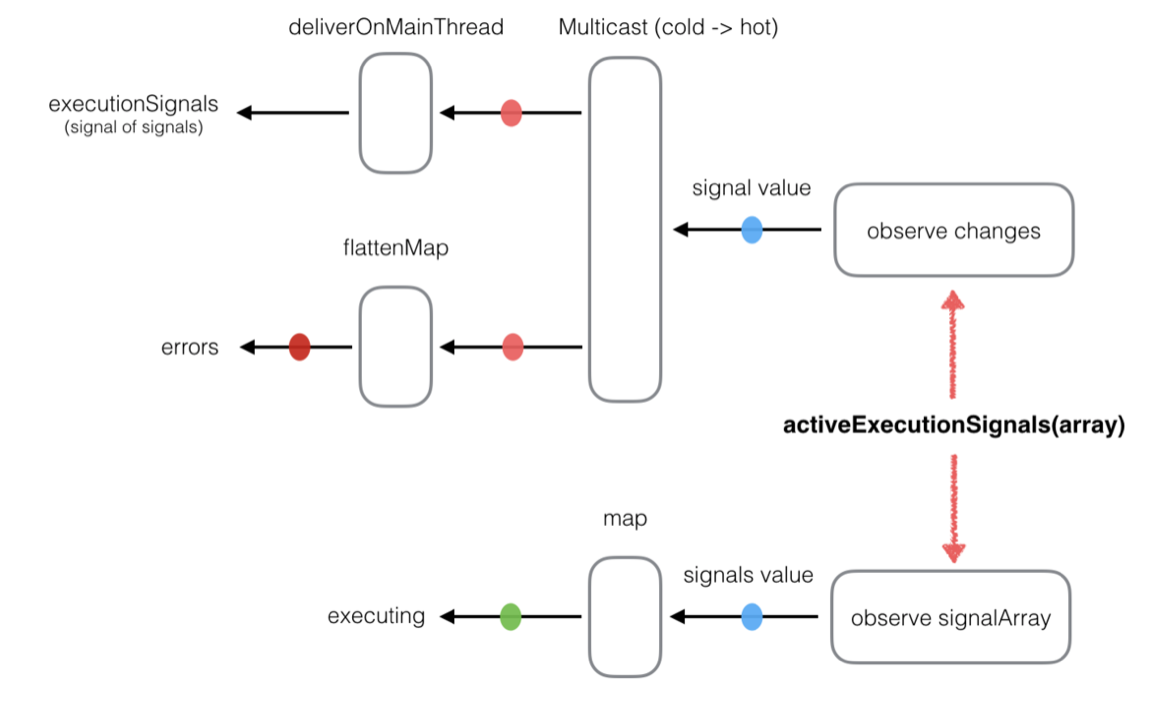 deliverOnMainThread
Multicast (cold -> hot)
executionSignals
(signal of signals)
signal value
observe changes
flattenMap
errors
activeExecutionSignals(array)
map
signals value
executing
observe signalArray